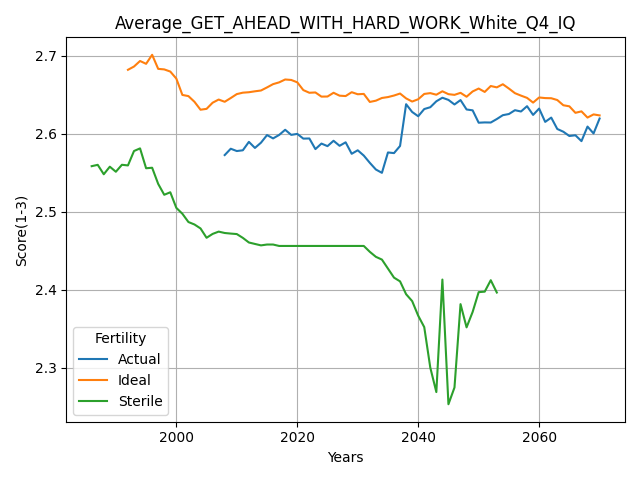 Average_GET_AHEAD_WITH_HARD_WORK_White_Q4_IQ
Score(1-3)
2.7
2.6
2.5
2.4
2.3
Fertility
Actual
Ideal
Sterile
2000
2020
2040
2060
Years